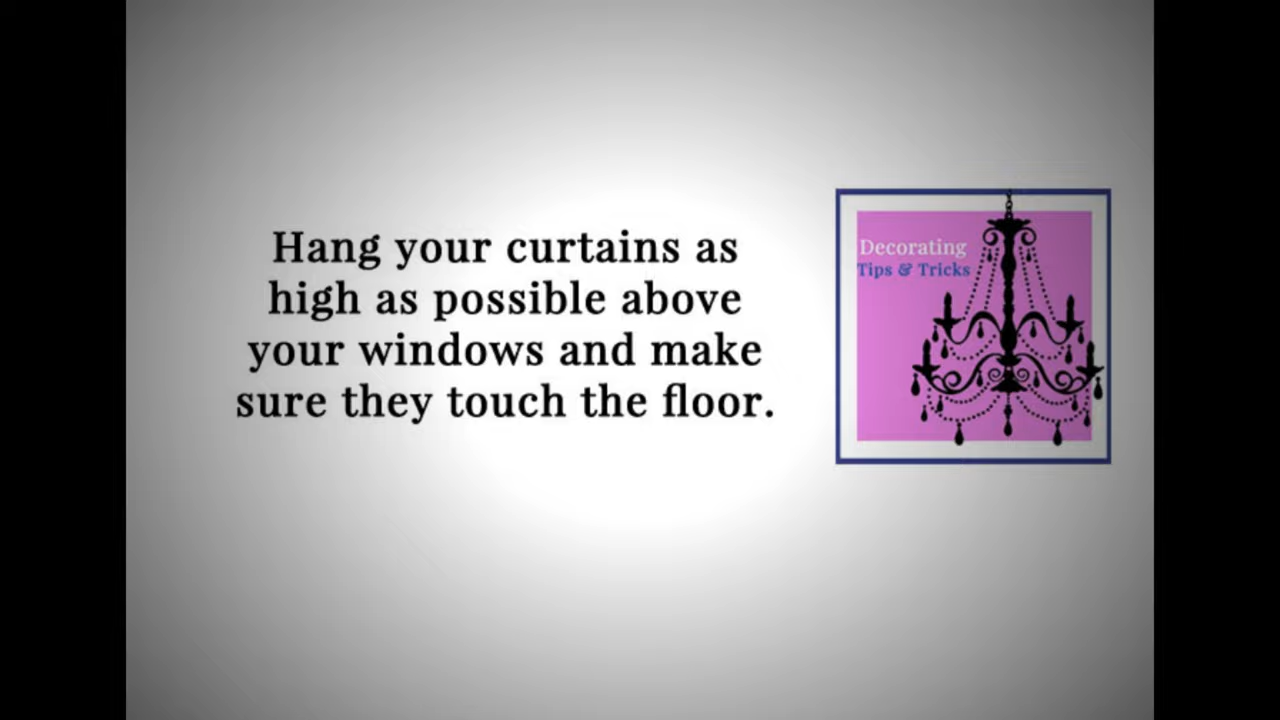 Hang your curtains as
high as possible above
your windows and make
sure they touch the floor.
Decorating
Tips & Tricks